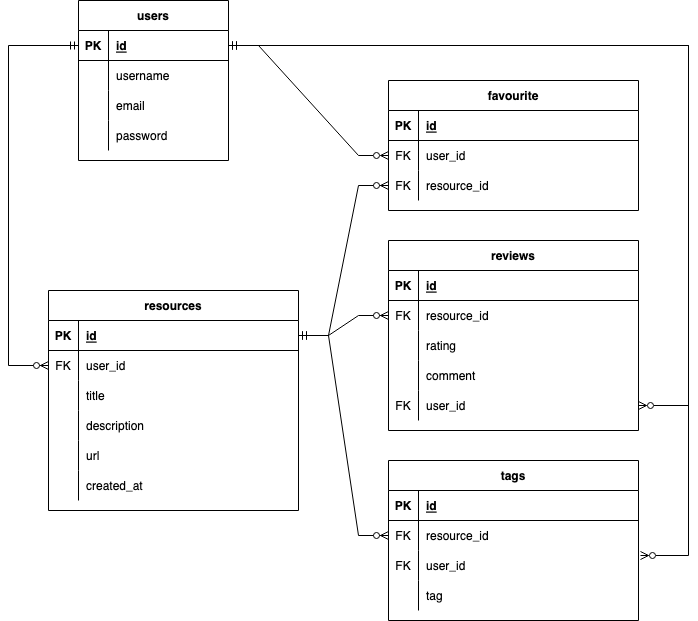 users
PK id
username
email
password
favourite
PK id
FK user_id
FK resource_id
reviews
PK id
FK resource_id
rating
comment
FK user_id
resources
PK id
FK user_id
title
description
url
created_at
tags
PK id
FK resource_id
FK user_id
tag